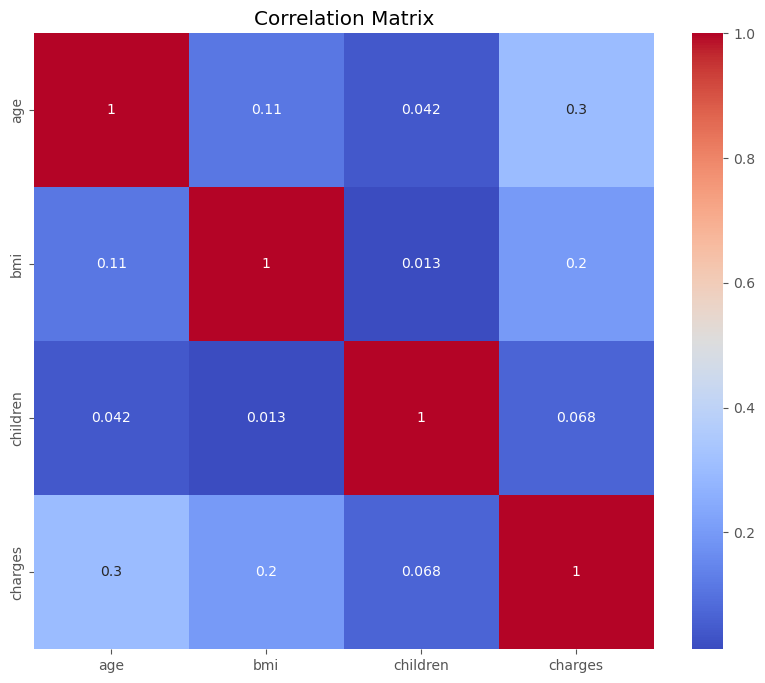 Correlation Matrix
age 1 0.11 0.042 0.3
bmi 0.11 1 0.013 0.2
children 0.042 0.013 1 0.068
charges 0.3 0.2 0.068 1
age bmi children charges
1.0
0.8
0.6
0.4
0.2